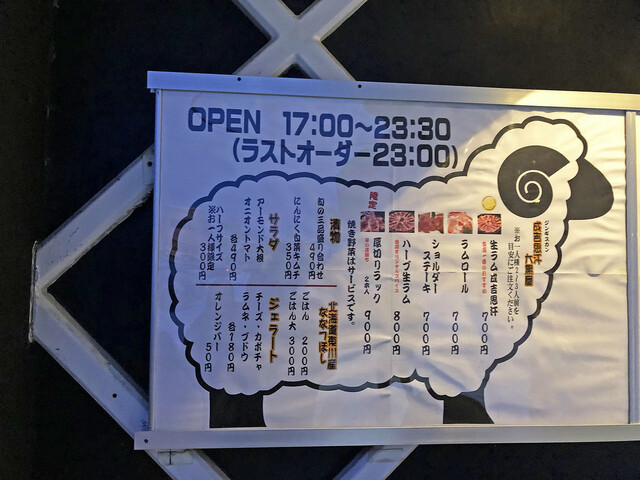 OPEN 17:00～23:30
(ラストオーダー23:00)
ジンギスカン
成吉思汗
大黒屋
※お一人様2/3人前を
目安にご注文ください。
生ラム成吉思汗 700円
ラムロール 700円
ショルダー
ステーキ 700円
ハーブ生ラム 800円
限定
厚切りラック 2本入 900円
焼き野菜はサービスです。
漬物
旬の三品盛り合わせ 490円
にんにく白菜キムチ 350円
サラダ
アーモンド大根
オニオントマト
各490円
ハーフサイズ
※お一人様限定
300円
北海道旭川産
ななつぼし
ごはん 200円
ごはん大 300円
ジェラート
チーズ・カボチャ
ラムネ・ブドウ
各180円
オレンジバー
50円